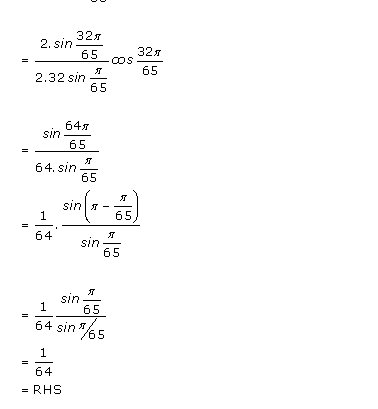 = (2.sin 32π/65)/(2.32 sin π/65) cos 32π/65
= (sin 64π/65)/(64.sin π/65)
= 1/64 . (sin(π − π/65))/(sin π/65)
= 1/64 (sin π/65)/(sin π/65)
= 1/64
= RHS